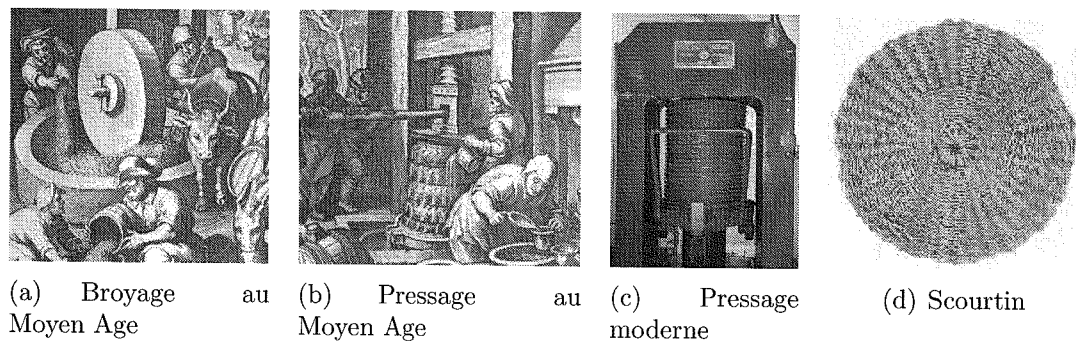 (a) Broyage au
Moyen Age
(b) Pressage au
Moyen Age
(c) Pressage
moderne
(d) Scourtin